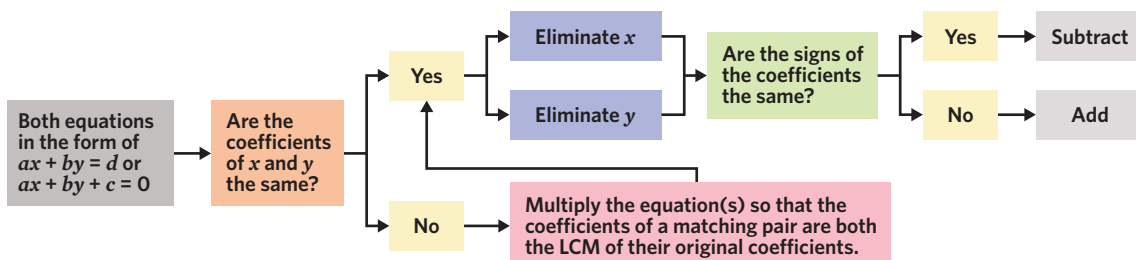 Both equations
in the form of
ax + by = d or
ax + by + c = 0
Are the
coefficients
of x and y
the same?
Yes
No
Eliminate x
Eliminate y
Multiply the equation(s) so that the
coefficients of a matching pair are both
the LCM of their original coefficients.
Are the signs of
the coefficients
the same?
Yes
Subtract
No
Add